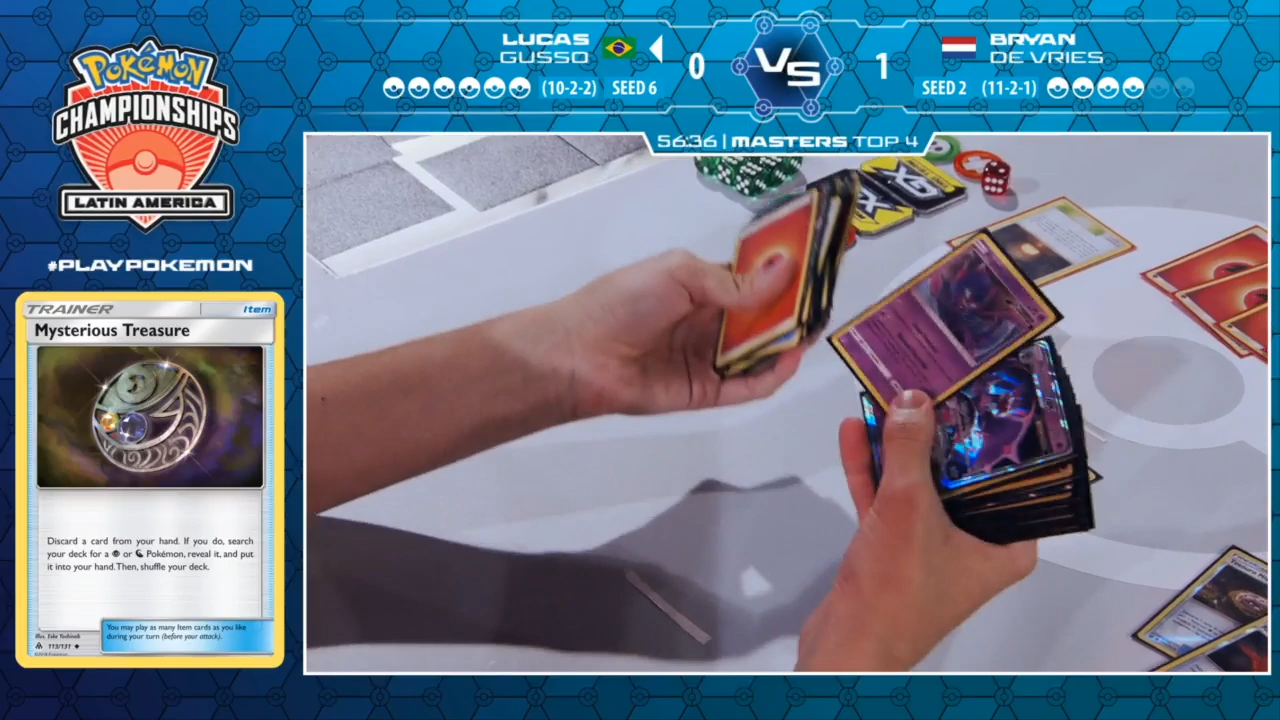 POKÉMON
CHAMPIONSHIPS
LATIN AMERICA
#PLAYPOKEMON
LUCAS
GUSSO
0
VS
1
BRYAN
DE VRIES
(10-2-2) SEED 6
SEED 2 (11-2-1)
56:36 | MASTERS TOP 4
TRAINER Item
Mysterious Treasure
Discard a card from your hand. If you do, search
your deck for a or Pokémon, reveal it, and put
it into your hand. Then, shuffle your deck.
You may play as many Item cards as you like
during your turn (before your attack).
113/131
GX